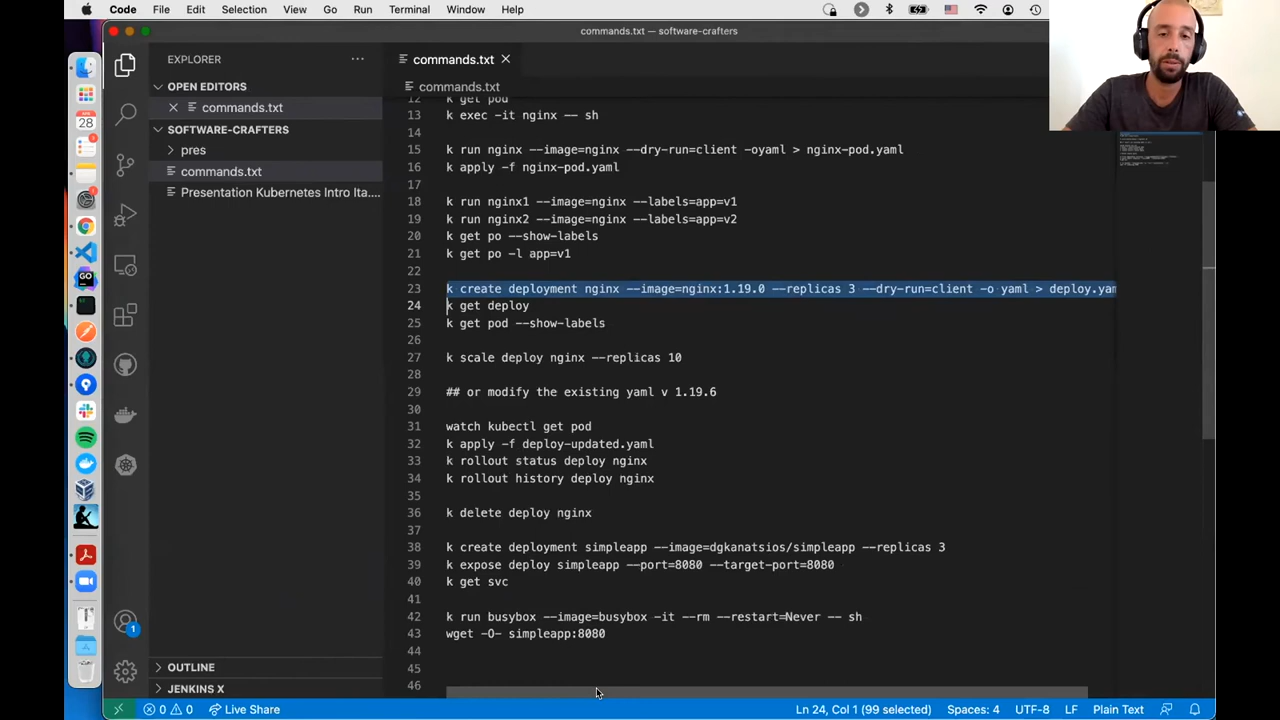 Code File Edit Selection View Go Run Terminal Window Help
commands.txt — software-crafters
EXPLORER
commands.txt
OPEN EDITORS
commands.txt
commands.txt
SOFTWARE-CRAFTERS
pres
commands.txt
Presentation Kubernetes Intro Ita....
12 k get pod
13 k exec -it nginx -- sh
14
15 k run nginx --image=nginx --dry-run=client -oyaml > nginx-pod.yaml
16 k apply -f nginx-pod.yaml
17
18 k run nginx1 --image=nginx --labels=app=v1
19 k run nginx2 --image=nginx --labels=app=v2
20 k get po --show-labels
21 k get po -l app=v1
22
23 k create deployment nginx --image=nginx:1.19.0 --replicas 3 --dry-run=client -o yaml > deploy.yam
24 k get deploy
25 k get pod --show-labels
26
27 k scale deploy nginx --replicas 10
28
29 ## or modify the existing yaml v 1.19.6
30
31 watch kubectl get pod
32 k apply -f deploy-updated.yaml
33 k rollout status deploy nginx
34 k rollout history deploy nginx
35
36 k delete deploy nginx
37
38 k create deployment simpleapp --image=dgkanatsios/simpleapp --replicas 3
39 k expose deploy simpleapp --port=8080 --target-port=8080
40 k get svc
41
42 k run busybox --image=busybox -it --rm --restart=Never -- sh
43 wget -O- simpleapp:8080
44
45
46
OUTLINE
JENKINS X
0 0 Live Share
Ln 24, Col 1 (99 selected) Spaces: 4 UTF-8 LF Plain Text
28
GO
1